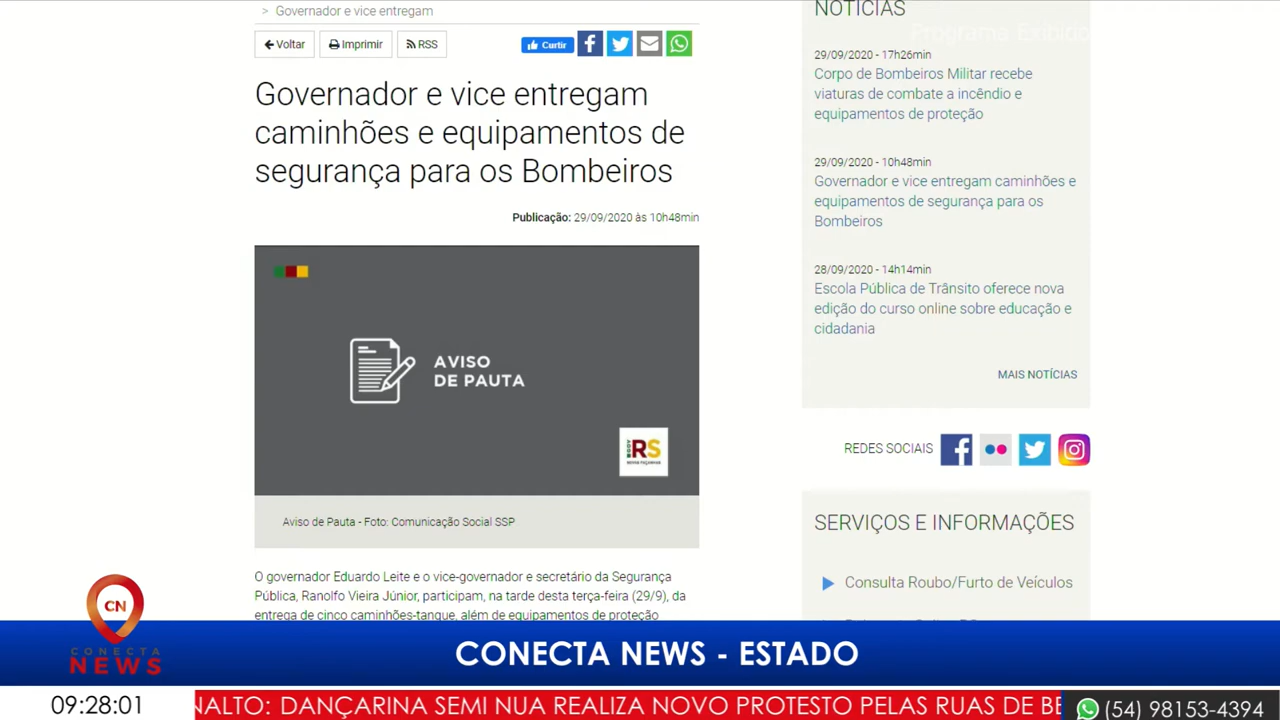 > Governador e vice entregam
Voltar
Imprimir
RSS
Curtir
Governador e vice entregam
caminhões e equipamentos de
segurança para os Bombeiros
Publicação: 29/09/2020 às 10h48min
AVISO
DE PAUTA
GOV
RS
NOVAS FAÇANHAS
Aviso de Pauta - Foto: Comunicação Social SSP
O governador Eduardo Leite e o vice-governador e secretário da Segurança
Pública, Ranolfo Vieira Júnior, participam, na tarde desta terça-feira (29/9), da
entrega de cinco caminhões-tanque, além de equipamentos de proteção
NOTÍCIAS
Programa Exibido
29/09/2020 - 17h26min
Corpo de Bombeiros Militar recebe
viaturas de combate a incêndio e
equipamentos de proteção
29/09/2020 - 10h48min
Governador e vice entregam caminhões e
equipamentos de segurança para os
Bombeiros
28/09/2020 - 14h14min
Escola Pública de Trânsito oferece nova
edição do curso online sobre educação e
cidadania
MAIS NOTÍCIAS
REDES SOCIAIS
SERVIÇOS E INFORMAÇÕES
Consulta Roubo/Furto de Veículos
CN
CONECTA
NEWS
CONECTA NEWS - ESTADO
09:28:01
NALTO: DANÇARINA SEMI NUA REALIZA NOVO PROTESTO PELAS RUAS DE BE
(54) 98153-4394